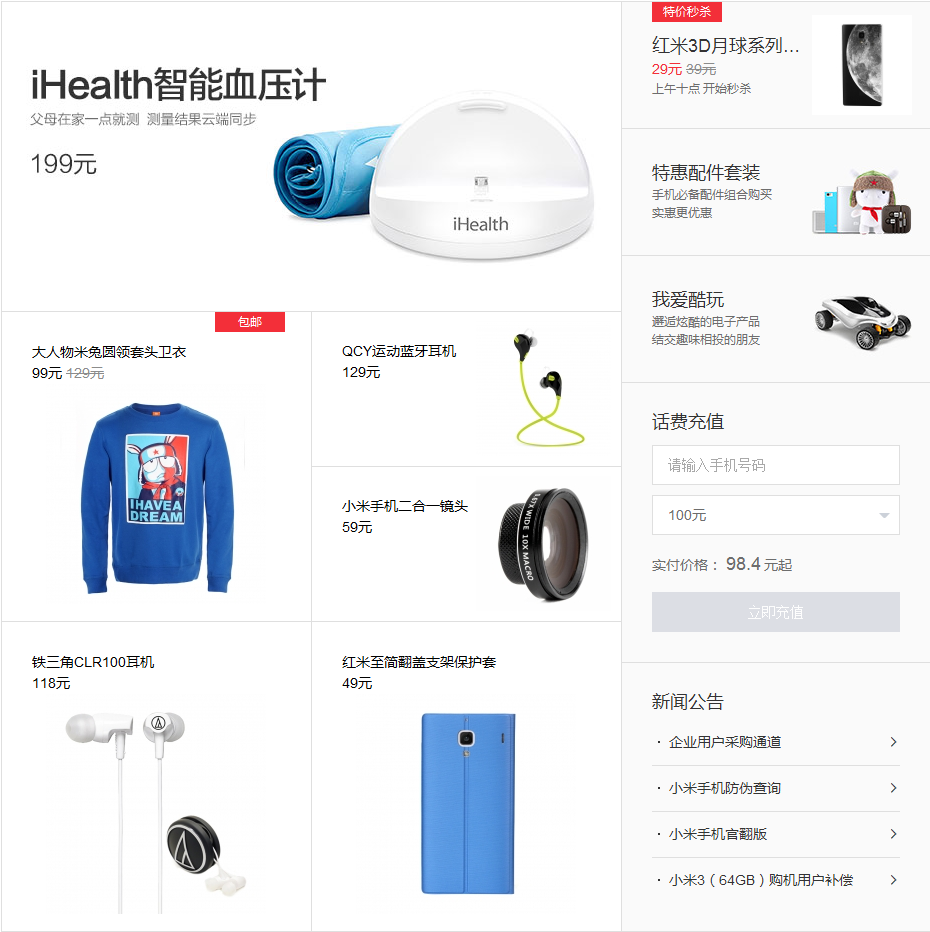 iHealth智能血压计
父母在家一点就测 测量结果云端同步
199元
iHealth
包邮
大人物米兔圆领套头卫衣
99元 129元
I HAVE A
DREAM
QCY运动蓝牙耳机
129元
小米手机二合一镜头
59元
0.67X WIDE 10X MACRO
铁三角CLR100耳机
118元
红米至简翻盖支架保护套
49元
特价秒杀
红米3D月球系列...
29元 39元
上午十点 开始秒杀
特惠配件套装
手机必备配件组合购买
实惠更优惠
我爱酷玩
邂逅炫酷的电子产品
结交趣味相投的朋友
话费充值
请输入手机号码
100元
实付价格： 98.4 元起
立即充值
新闻公告
· 企业用户采购通道
· 小米手机防伪查询
· 小米手机官翻版
· 小米3（64GB）购机用户补偿